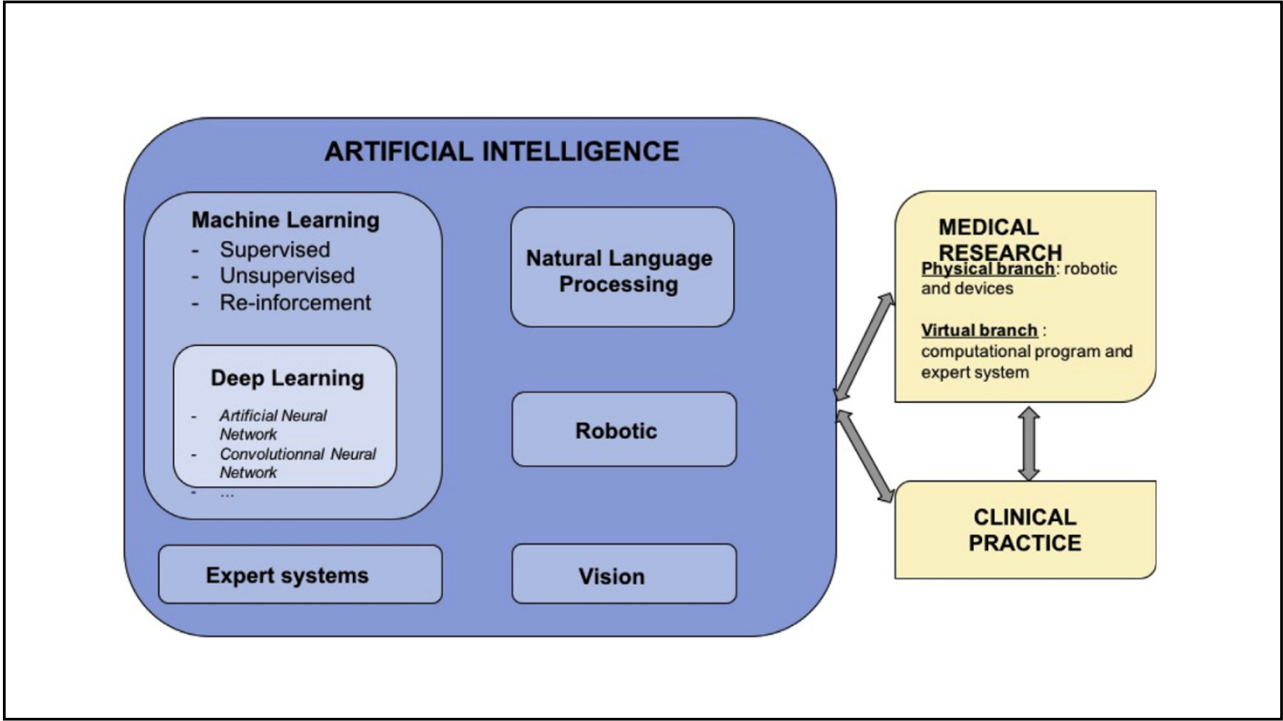 ARTIFICIAL INTELLIGENCE
Machine Learning
- Supervised
- Unsupervised
- Re-inforcement
Deep Learning
- Artificial Neural
Network
- Convolutionnal Neural
Network
- ...
Expert systems
Natural Language
Processing
Robotic
Vision
MEDICAL
RESEARCH
Physical branch: robotic
and devices
Virtual branch :
computational program and
expert system
CLINICAL
PRACTICE